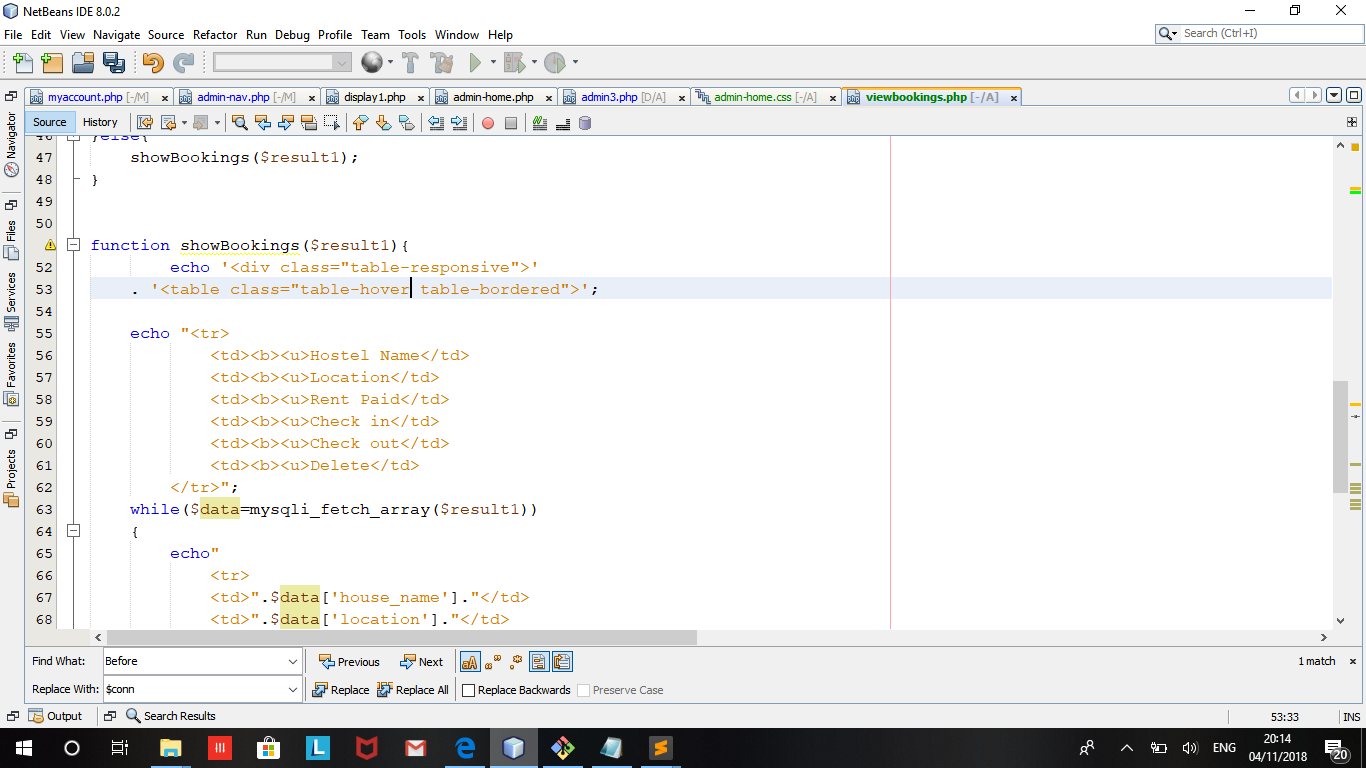 NetBeans IDE 8.0.2
File Edit View Navigate Source Refactor Run Debug Profile Team Tools Window Help
Search (Ctrl+I)
myaccount.php [-/M] admin-nav.php [-/M] display1.php admin-home.php admin3.php [D/A] admin-home.css [-/A] viewbookings.php [-/A]
Source History
Navigator
Files
Services
Favorites
Projects
46 }else{
47 showBookings($result1);
48 }
49
50
function showBookings($result1){
52 echo '<div class="table-responsive">'
53 . '<table class="table-hover table-bordered">';
54
55 echo "<tr>
56 <td><b><u>Hostel Name</td>
57 <td><b><u>Location</td>
58 <td><b><u>Rent Paid</td>
59 <td><b><u>Check in</td>
60 <td><b><u>Check out</td>
61 <td><b><u>Delete</td>
62 </tr>";
63 while($data=mysqli_fetch_array($result1))
64 {
65 echo"
66 <tr>
67 <td>".$data['house_name']."</td>
68 <td>".$data['location']."</td>
Find What: Before Previous Next aA 1 match
Replace With: $conn Replace Replace All Replace Backwards Preserve Case
Output Search Results 53:33 INS
L ENG 20:14
04/11/2018 20